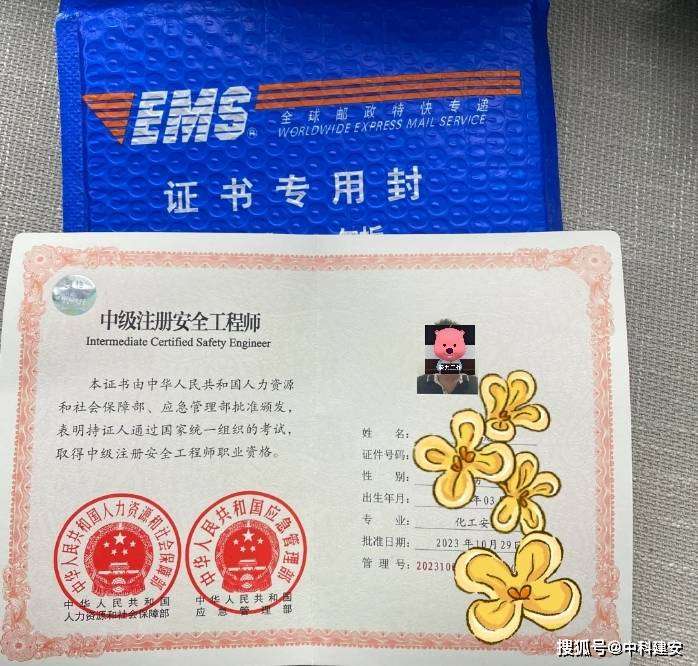 EMS®
全球邮政特快专递
WORLDWIDE EXPRESS MAIL SERVICE
证书专用封
中级注册安全工程师
Intermediate Certified Safety Engineer
本证书由中华人民共和国人力资源
和社会保障部、应急管理部批准颁发，
表明持证人通过国家统一组织的考试，
取得中级注册安全工程师职业资格。
中华人民共和国人力资源和社会保障部
中华人民共和国应急管理部
中华人民共和国
人力资源和社会保障部
中华人民共和国
应急管理部
姓名：
证件号码：
性别：
出生年月：年03
专业：化工安
批准日期：2023年10月29日
管理号：202310
搜狐号@中科建安